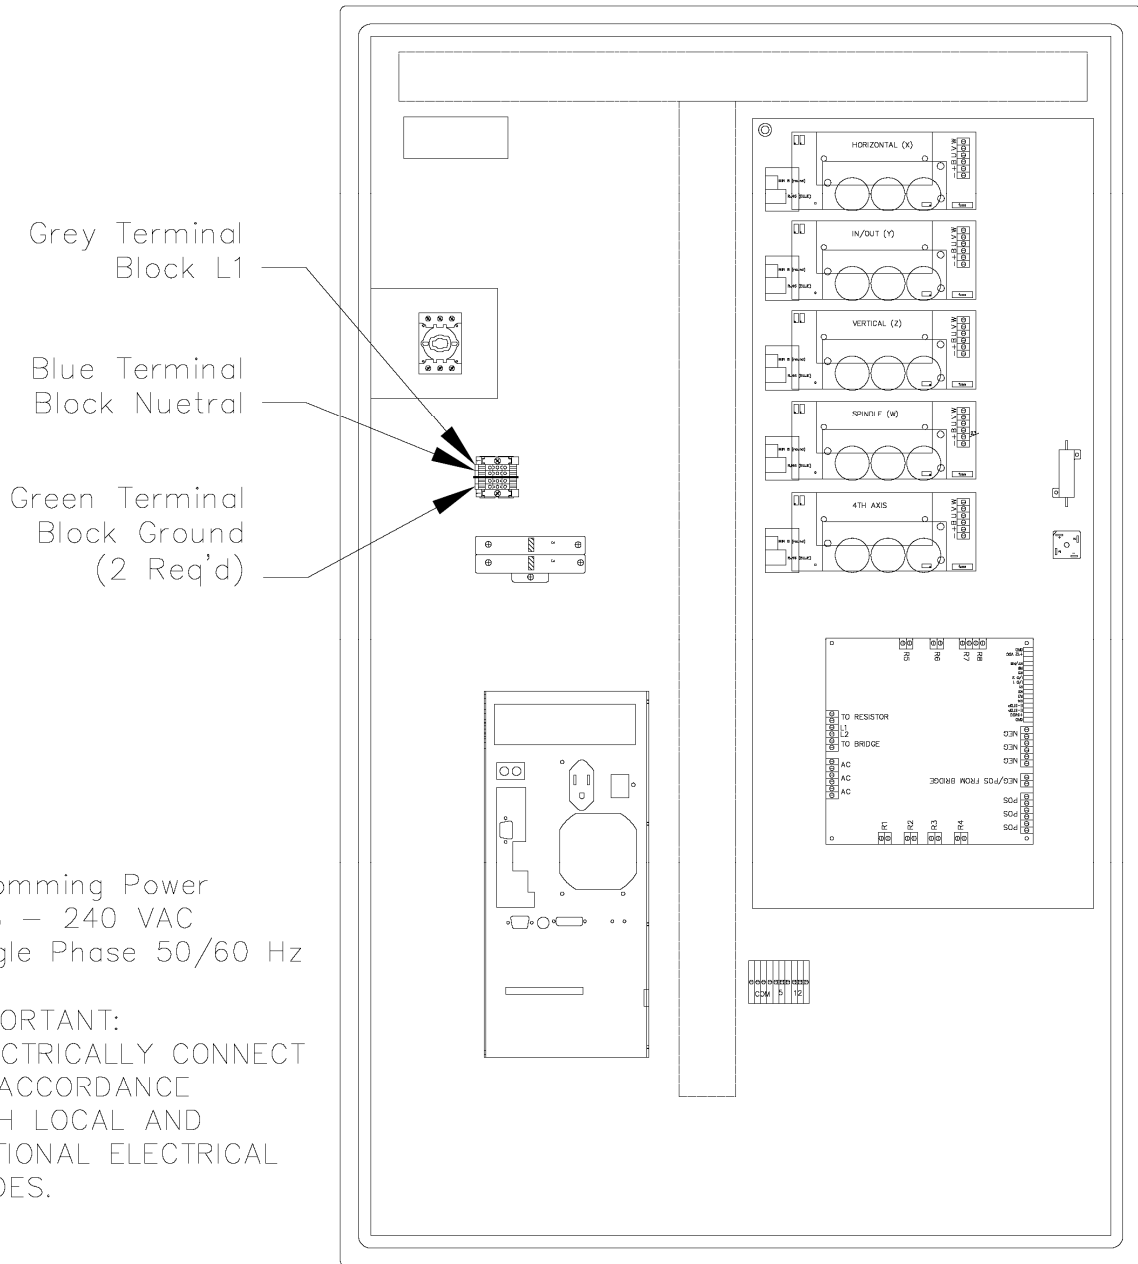 Grey Terminal
Block L1
Blue Terminal
Block Nuetral
Green Terminal
Block Ground
(2 Req'd)
omming Power
– 240 VAC
gle Phase 50/60 Hz
ORTANT:
CTRICALLY CONNECT
ACCORDANCE
H LOCAL AND
TIONAL ELECTRICAL
DES.
HORIZONTAL (X)
W
V
U
B
+
-
IN/OUT (Y)
W
V
U
B
+
-
VERTICAL (Z)
W
V
U
B
+
-
SPINDLE (W)
W
V
U
B
+
-
4TH AXIS
W
V
U
B
+
-
R5
R6
R7
R8
TO RESISTOR
L1
L2
TO BRIDGE
AC
AC
AC
NEG
NEG
NEG
NEG/POS FROM BRIDGE
POS
POS
POS
R1
R2
R3
R4
COM 5 12